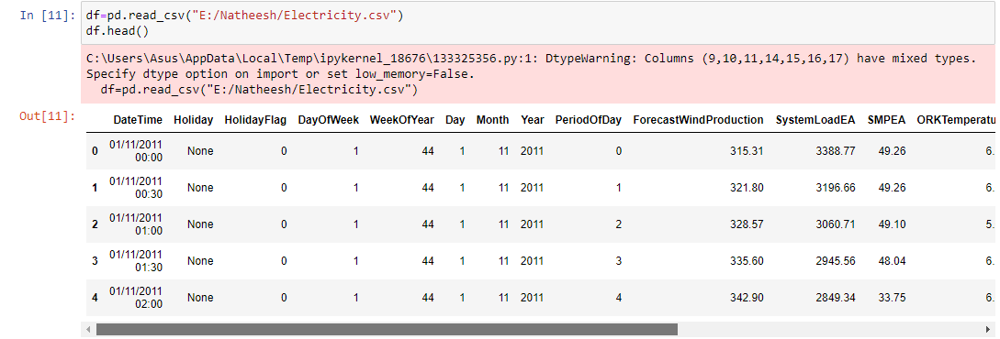 In [11]: df=pd.read_csv("E:/Natheesh/Electricity.csv")
df.head()
C:\Users\Asus\AppData\Local\Temp\ipykernel_18676\133325356.py:1: DtypeWarning: Columns (9,10,11,14,15,16,17) have mixed types.
Specify dtype option on import or set low_memory=False.
df=pd.read_csv("E:/Natheesh/Electricity.csv")
Out[11]:
DateTime Holiday HolidayFlag DayOfWeek WeekOfYear Day Month Year PeriodOfDay ForecastWindProduction SystemLoadEA SMPEA ORKTemperatu
0 01/11/2011 00:00 None 0 1 44 1 11 2011 0 315.31 3388.77 49.26 6.
1 01/11/2011 00:30 None 0 1 44 1 11 2011 1 321.80 3196.66 49.26 6.
2 01/11/2011 01:00 None 0 1 44 1 11 2011 2 328.57 3060.71 49.10 5.
3 01/11/2011 01:30 None 0 1 44 1 11 2011 3 335.60 2945.56 48.04 6.
4 01/11/2011 02:00 None 0 1 44 1 11 2011 4 342.90 2849.34 33.75 6.